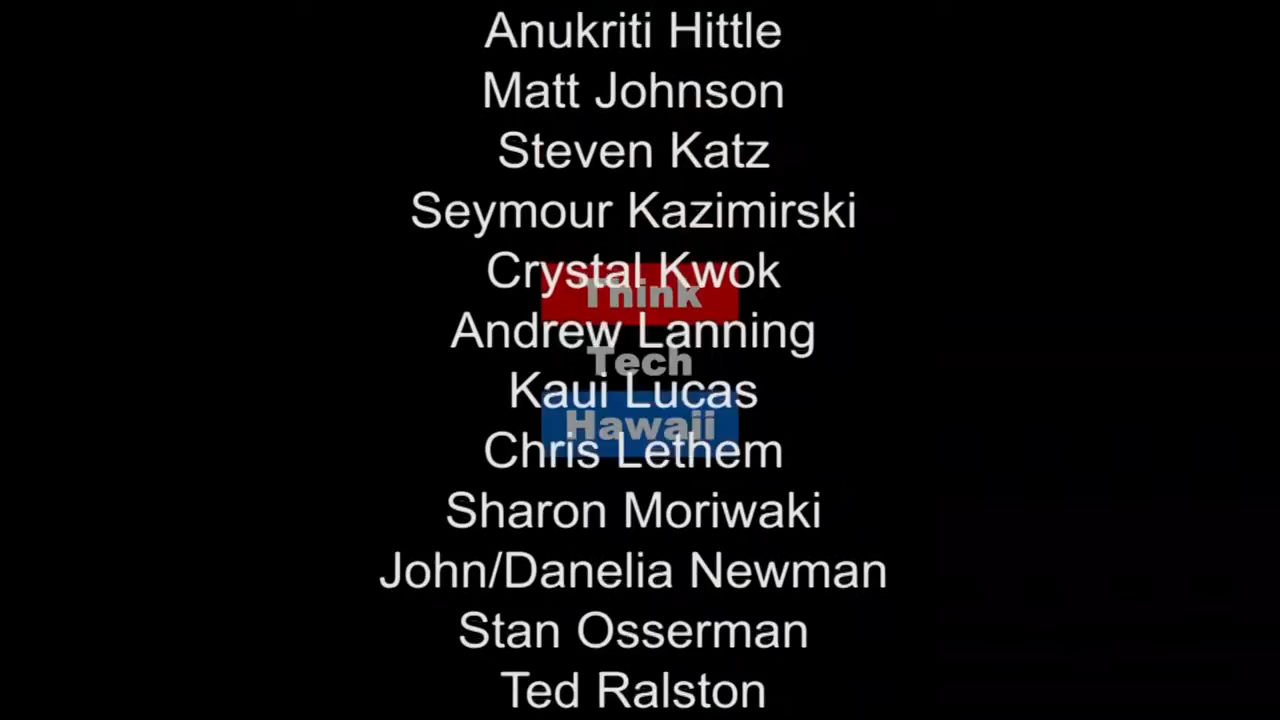 Anukriti Hittle
Matt Johnson
Steven Katz
Seymour Kazimirski
Crystal Kwok
Think
Andrew Lanning
Tech
Kaui Lucas
Hawaii
Chris Lethem
Sharon Moriwaki
John/Danelia Newman
Stan Osserman
Ted Ralston